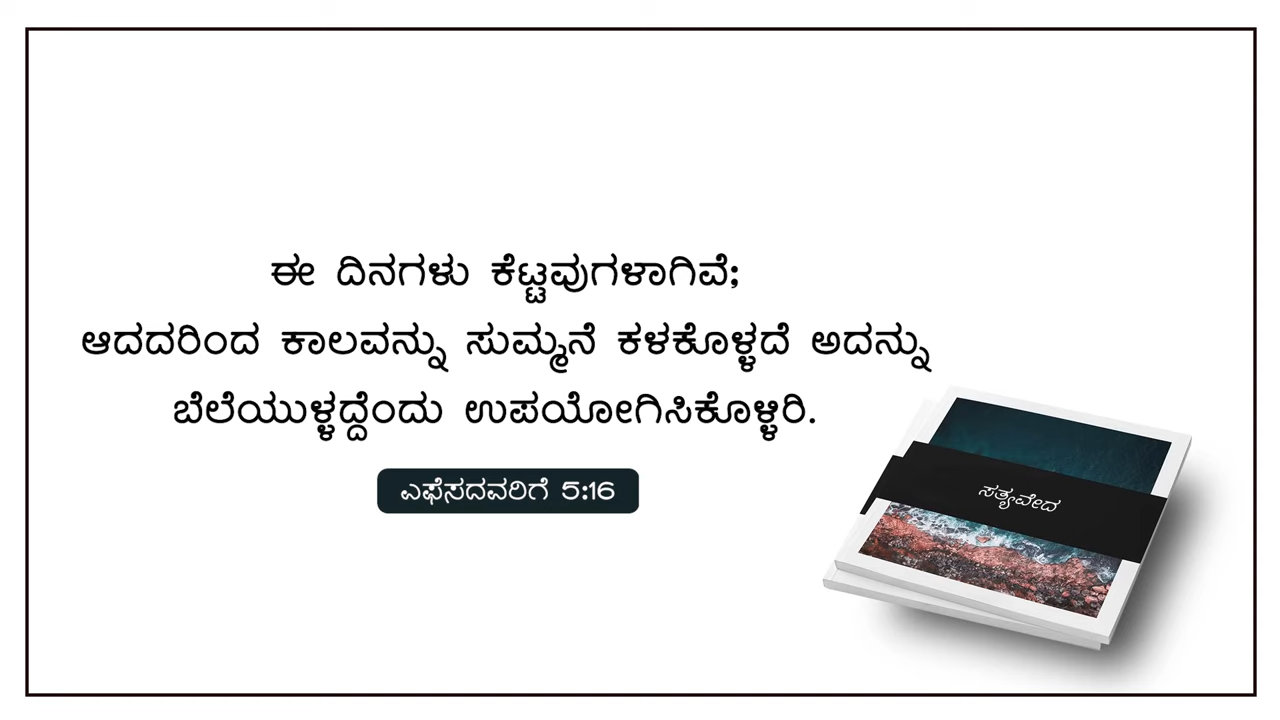 ಈ ದಿನಗಳು ಕೆಟ್ಟವುಗಳಾಗಿವೆ;
ಆದದರಿಂದ ಕಾಲವನ್ನು ಸುಮ್ಮನೆ ಕಳಕೊಳ್ಳದೆ ಅದನ್ನು
ಬೆಲೆಯುಳ್ಳದ್ದೆಂದು ಉಪಯೋಗಿಸಿಕೊಳ್ಳಿರಿ.
ಎಫೆಸದವರಿಗೆ 5:16
ಸತ್ಯವೇದ